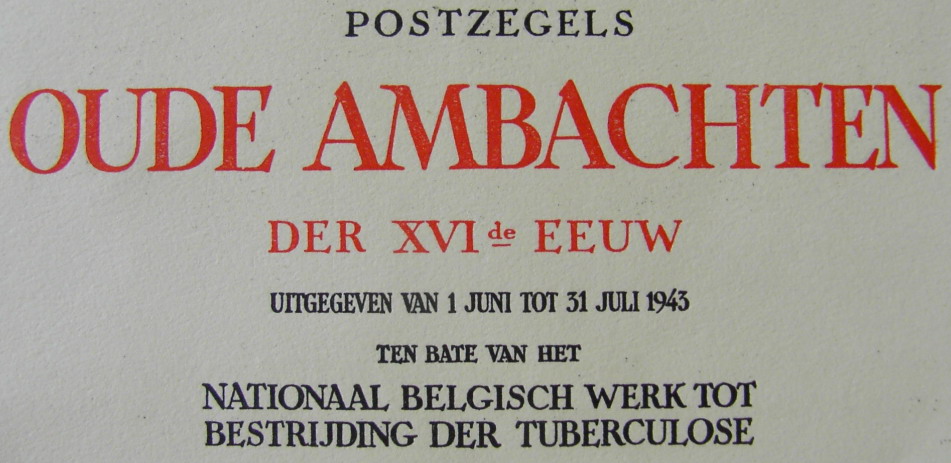 POSTZEGELS
OUDE AMBACHTEN
DER XVIde EEUW
UITGEGEVEN VAN 1 JUNI TOT 31 JULI 1943
TEN BATE VAN HET
NATIONAAL BELGISCH WERK TOT
BESTRIJDING DER TUBERCULOSE